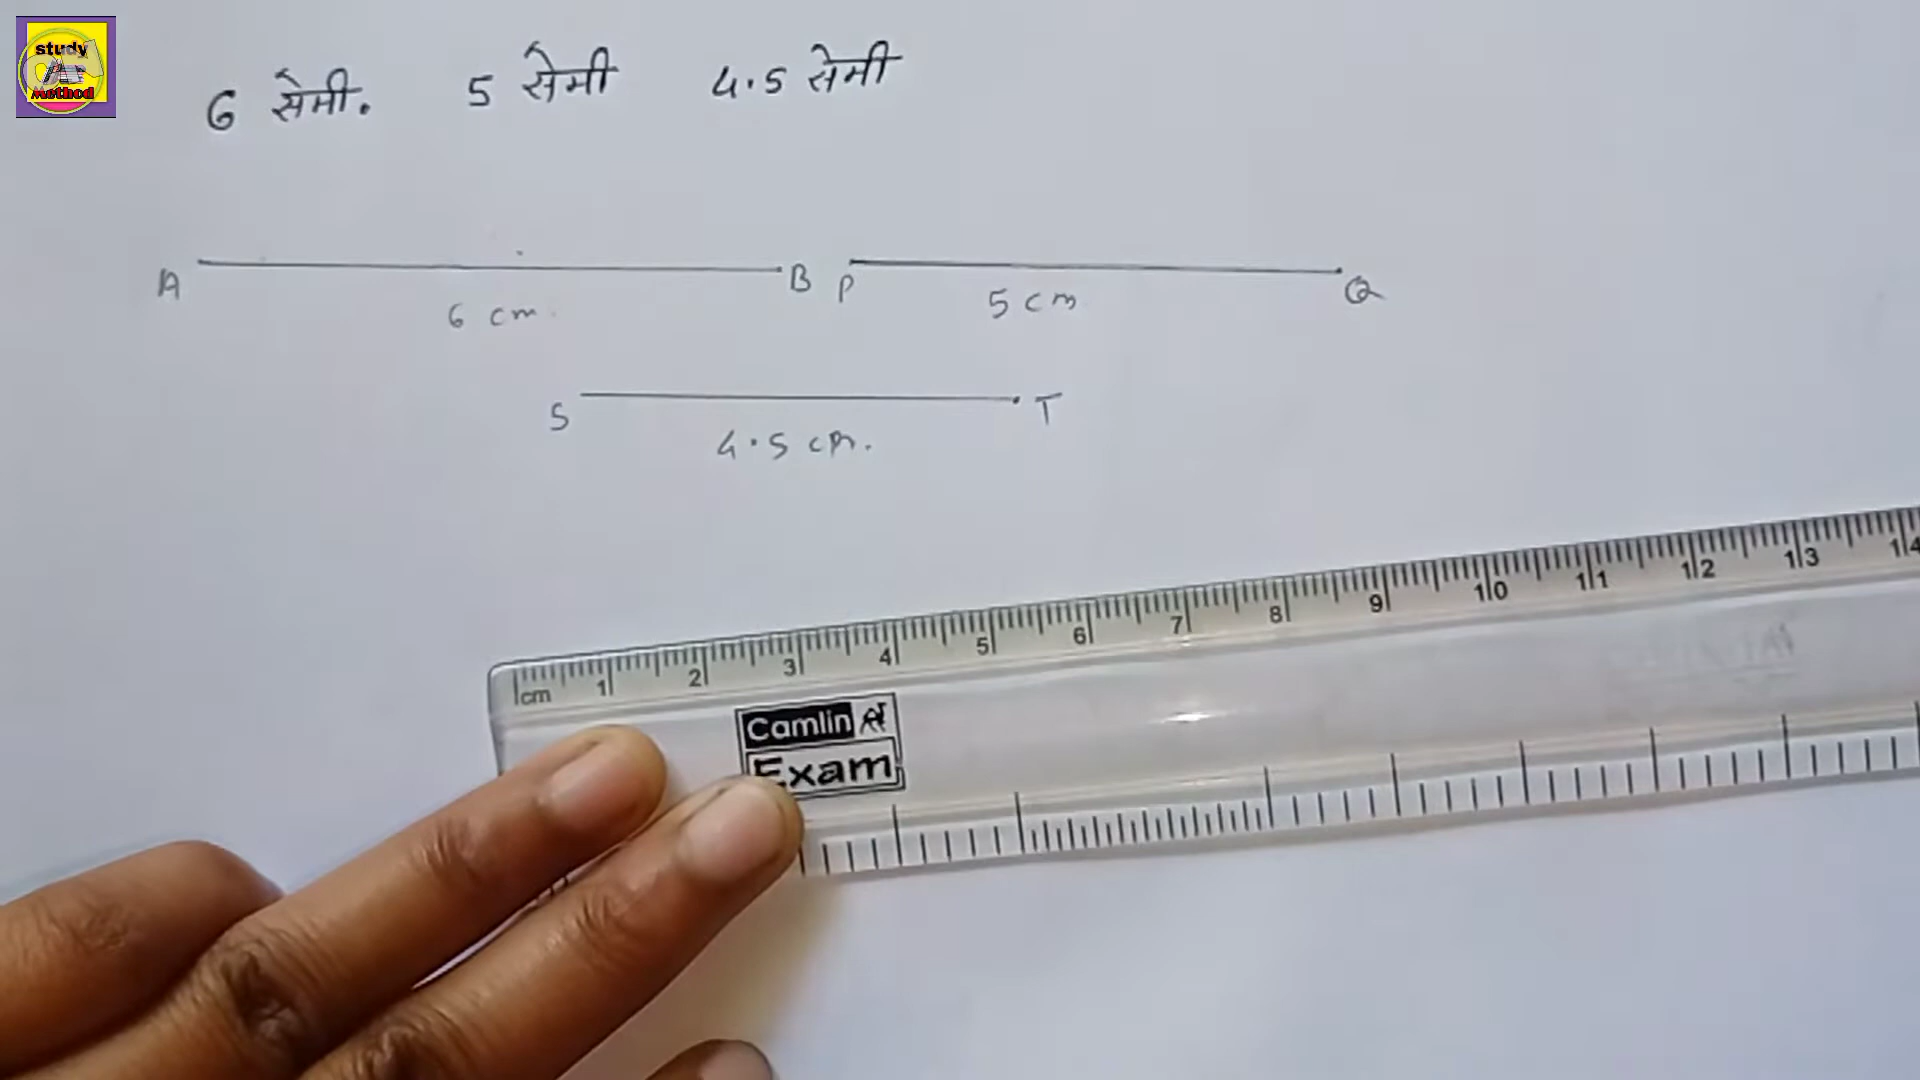 study
Method
6 सेमी. 5 सेमी 4.5 सेमी
A B P Q
6 cm. 5 cm
S T
4.5 cm.
cm 1 2 3 4 5 6 7 8 9 10 11 12 13 14
Camlin
Exam